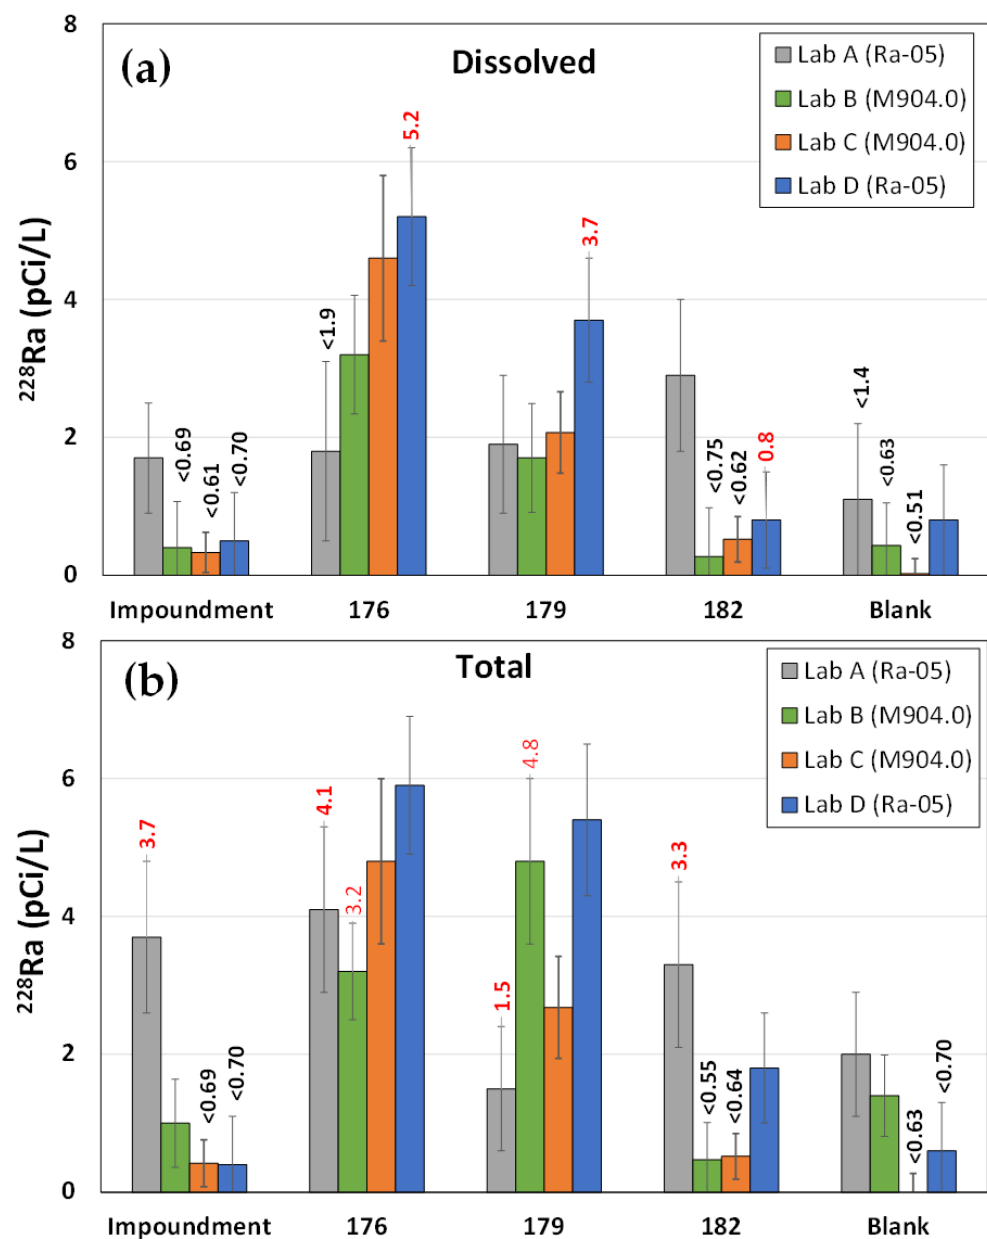 (a)
Dissolved
Lab A (Ra-05)
Lab B (M904.0)
Lab C (M904.0)
Lab D (Ra-05)
²²⁸Ra (pCi/L)
8
6
4
2
0
<0.69
<0.61
<0.70
<1.9
5.2
3.7
<0.75
<0.62
0.8
<1.4
<0.63
<0.51
Impoundment 176 179 182 Blank
(b)
Total
Lab A (Ra-05)
Lab B (M904.0)
Lab C (M904.0)
Lab D (Ra-05)
²²⁸Ra (pCi/L)
8
6
4
2
0
3.7
<0.69
<0.70
4.1
3.2
1.5
4.8
3.3
<0.55
<0.64
<0.63
<0.70
Impoundment 176 179 182 Blank